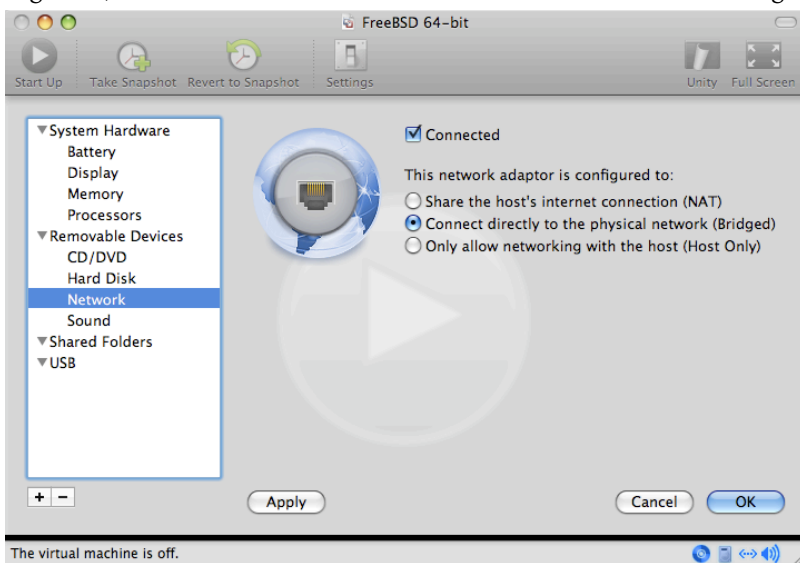 FreeBSD 64-bit
Start Up Take Snapshot Revert to Snapshot Settings Unity Full Screen
System Hardware
Battery
Display
Memory
Processors
Removable Devices
CD/DVD
Hard Disk
Network
Sound
Shared Folders
USB
Connected
This network adaptor is configured to:
Share the host's internet connection (NAT)
Connect directly to the physical network (Bridged)
Only allow networking with the host (Host Only)
+ -
Apply Cancel OK
The virtual machine is off.